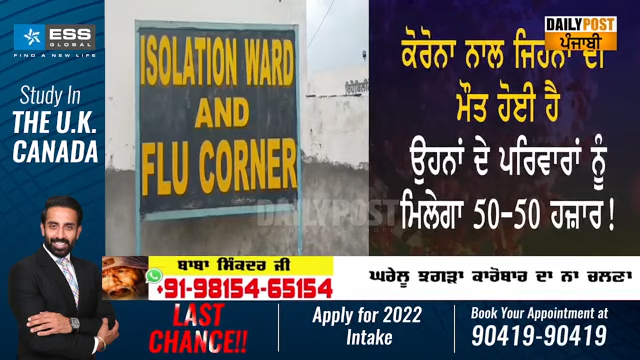 ESS
GLOBAL
FIND A NEW LIFE
Study In
THE U.K.
CANADA
ISOLATION WARD
AND
FLU CORNER
DAILYPOST
DAILYPOST
ਪੰਜਾਬੀ
ਕੋਰੋਨਾ ਨਾਲ ਜਿਹਨਾਂ ਦੀ
ਮੌਤ ਹੋਈ ਹੈ
ਉਹਨਾਂ ਦੇ ਪਰਿਵਾਰਾਂ ਨੂੰ
ਮਿਲੇਗਾ 50-50 ਹਜ਼ਾਰ!
ਬਾਬਾ ਸਿਕੰਦਰ ਜੀ
+91-98154-65154
ਘਰੇਲੂ ਝਗੜਾ ਕਾਰੋਬਾਰ ਦਾ ਨਾ ਚਲਣਾ
LAST
CHANCE!!
Apply for 2022
Intake
Book Your Appointment at
90419-90419